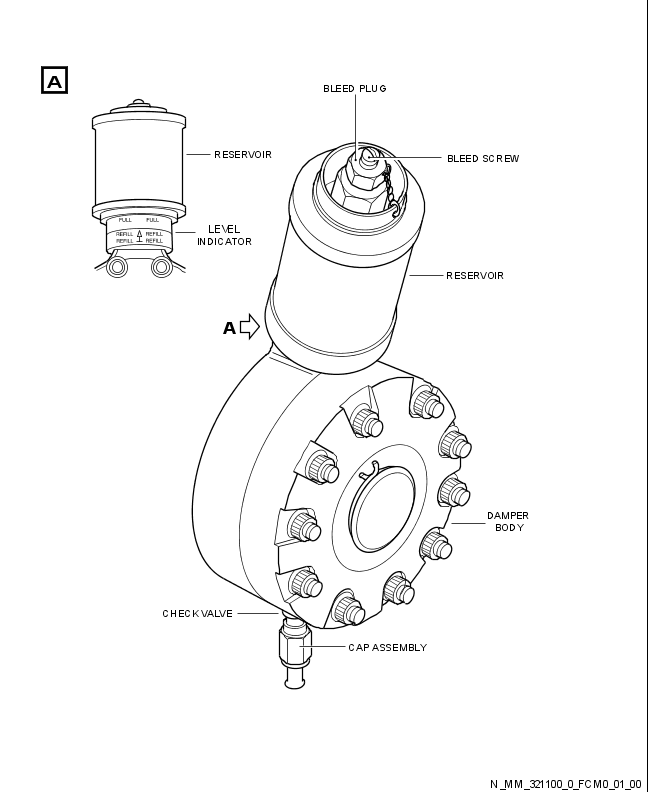 A
BLEED PLUG
RESERVOIR
BLEED SCREW
FULL FULL
LEVEL
INDICATOR
REFILL REFILL
REFILL REFILL
RESERVOIR
A
DAMPER
BODY
CHECK VALVE
CAP ASSEMBLY
N_MM_321100_0_FCM0_01_00